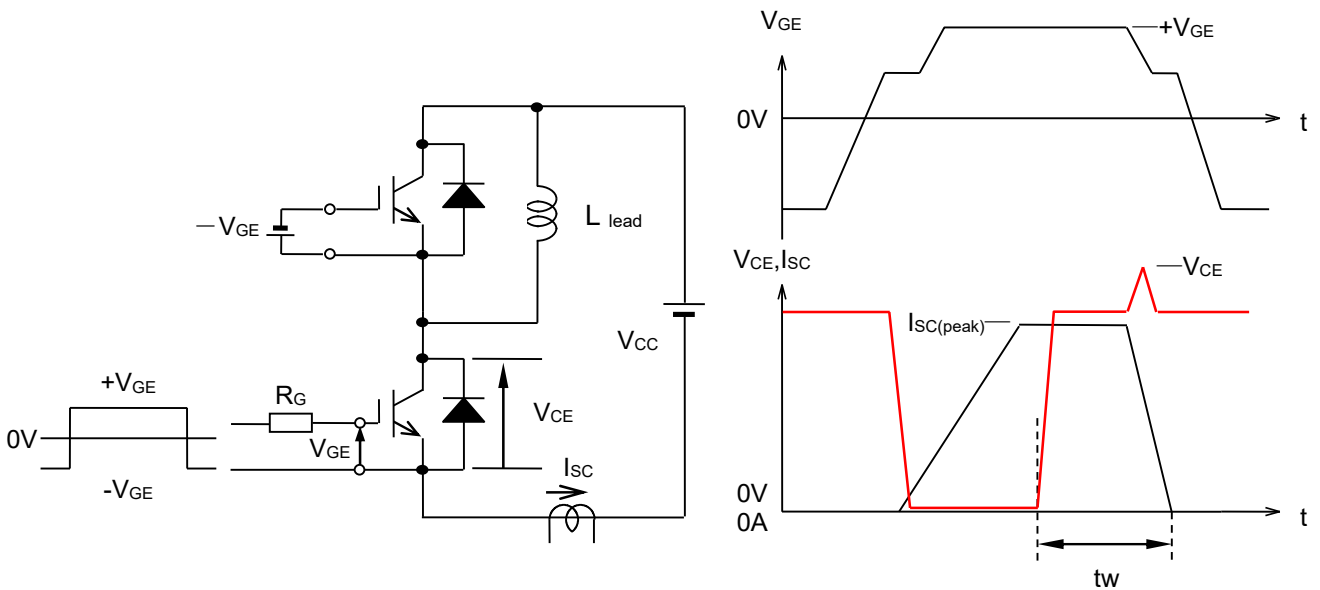 —VGE
L lead
VCC
+VGE
0V
-VGE
RG
VGE
VCE
ISC
VGE
—+VGE
0V
t
VCE,ISC
—VCE
ISC(peak)—
0V
0A
t
tw